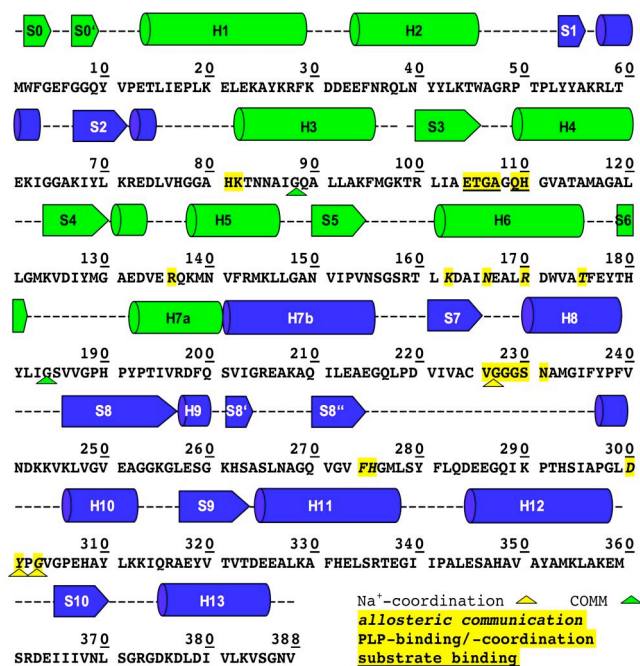 S0 S0' H1 H2 S1
10 20 30 40 50 60
MWFGEFGGQY VPETLIEPLK ELEKAYKRFK DDEEFNRQLN YYLKTWAGRP TPLYYAKRLT
S2 H3 S3 H4
70 80 90 100 110 120
EKIGGAKIYL KREDLVHGGA HKTNNAIGQA LLAKFMGKTR LIAETGAGQH GVATAMAGAL
S4 H5 S5 H6 S6
130 140 150 160 170 180
LGMKVDIYMG AEDVERQKMN VFRMKLLGAN VIPVNSGSRT LKDAINEALR DWVATFEYTH
H7a H7b S7 H8
190 200 210 220 230 240
YLIGSVVGPH PYPTIVRDFQ SVIGREAKAQ ILEAEGQLPD VIVACVGGGS NAMGIFYPFV
S8 H9 S8' S8"
250 260 270 280 290 300
NDKKVKLVGV EAGGKGLESG KHSASLNAGQ VGVFHGMLSY FLQDEEGQIK PTHSIAPGLD
H10 S9 H11 H12
310 320 330 340 350 360
YPGVGPEHAY LKKIQRAEYV TVTDEEALKA FHELSRTEGI IPALESAHAV AYAMKLAKEM
S10 H13
370 380 388
SRDEIIIVNL SGRGDKDLDI VLKVSGNV
Na⁺-coordination COMM
allosteric communication
PLP-binding/-coordination
substrate binding